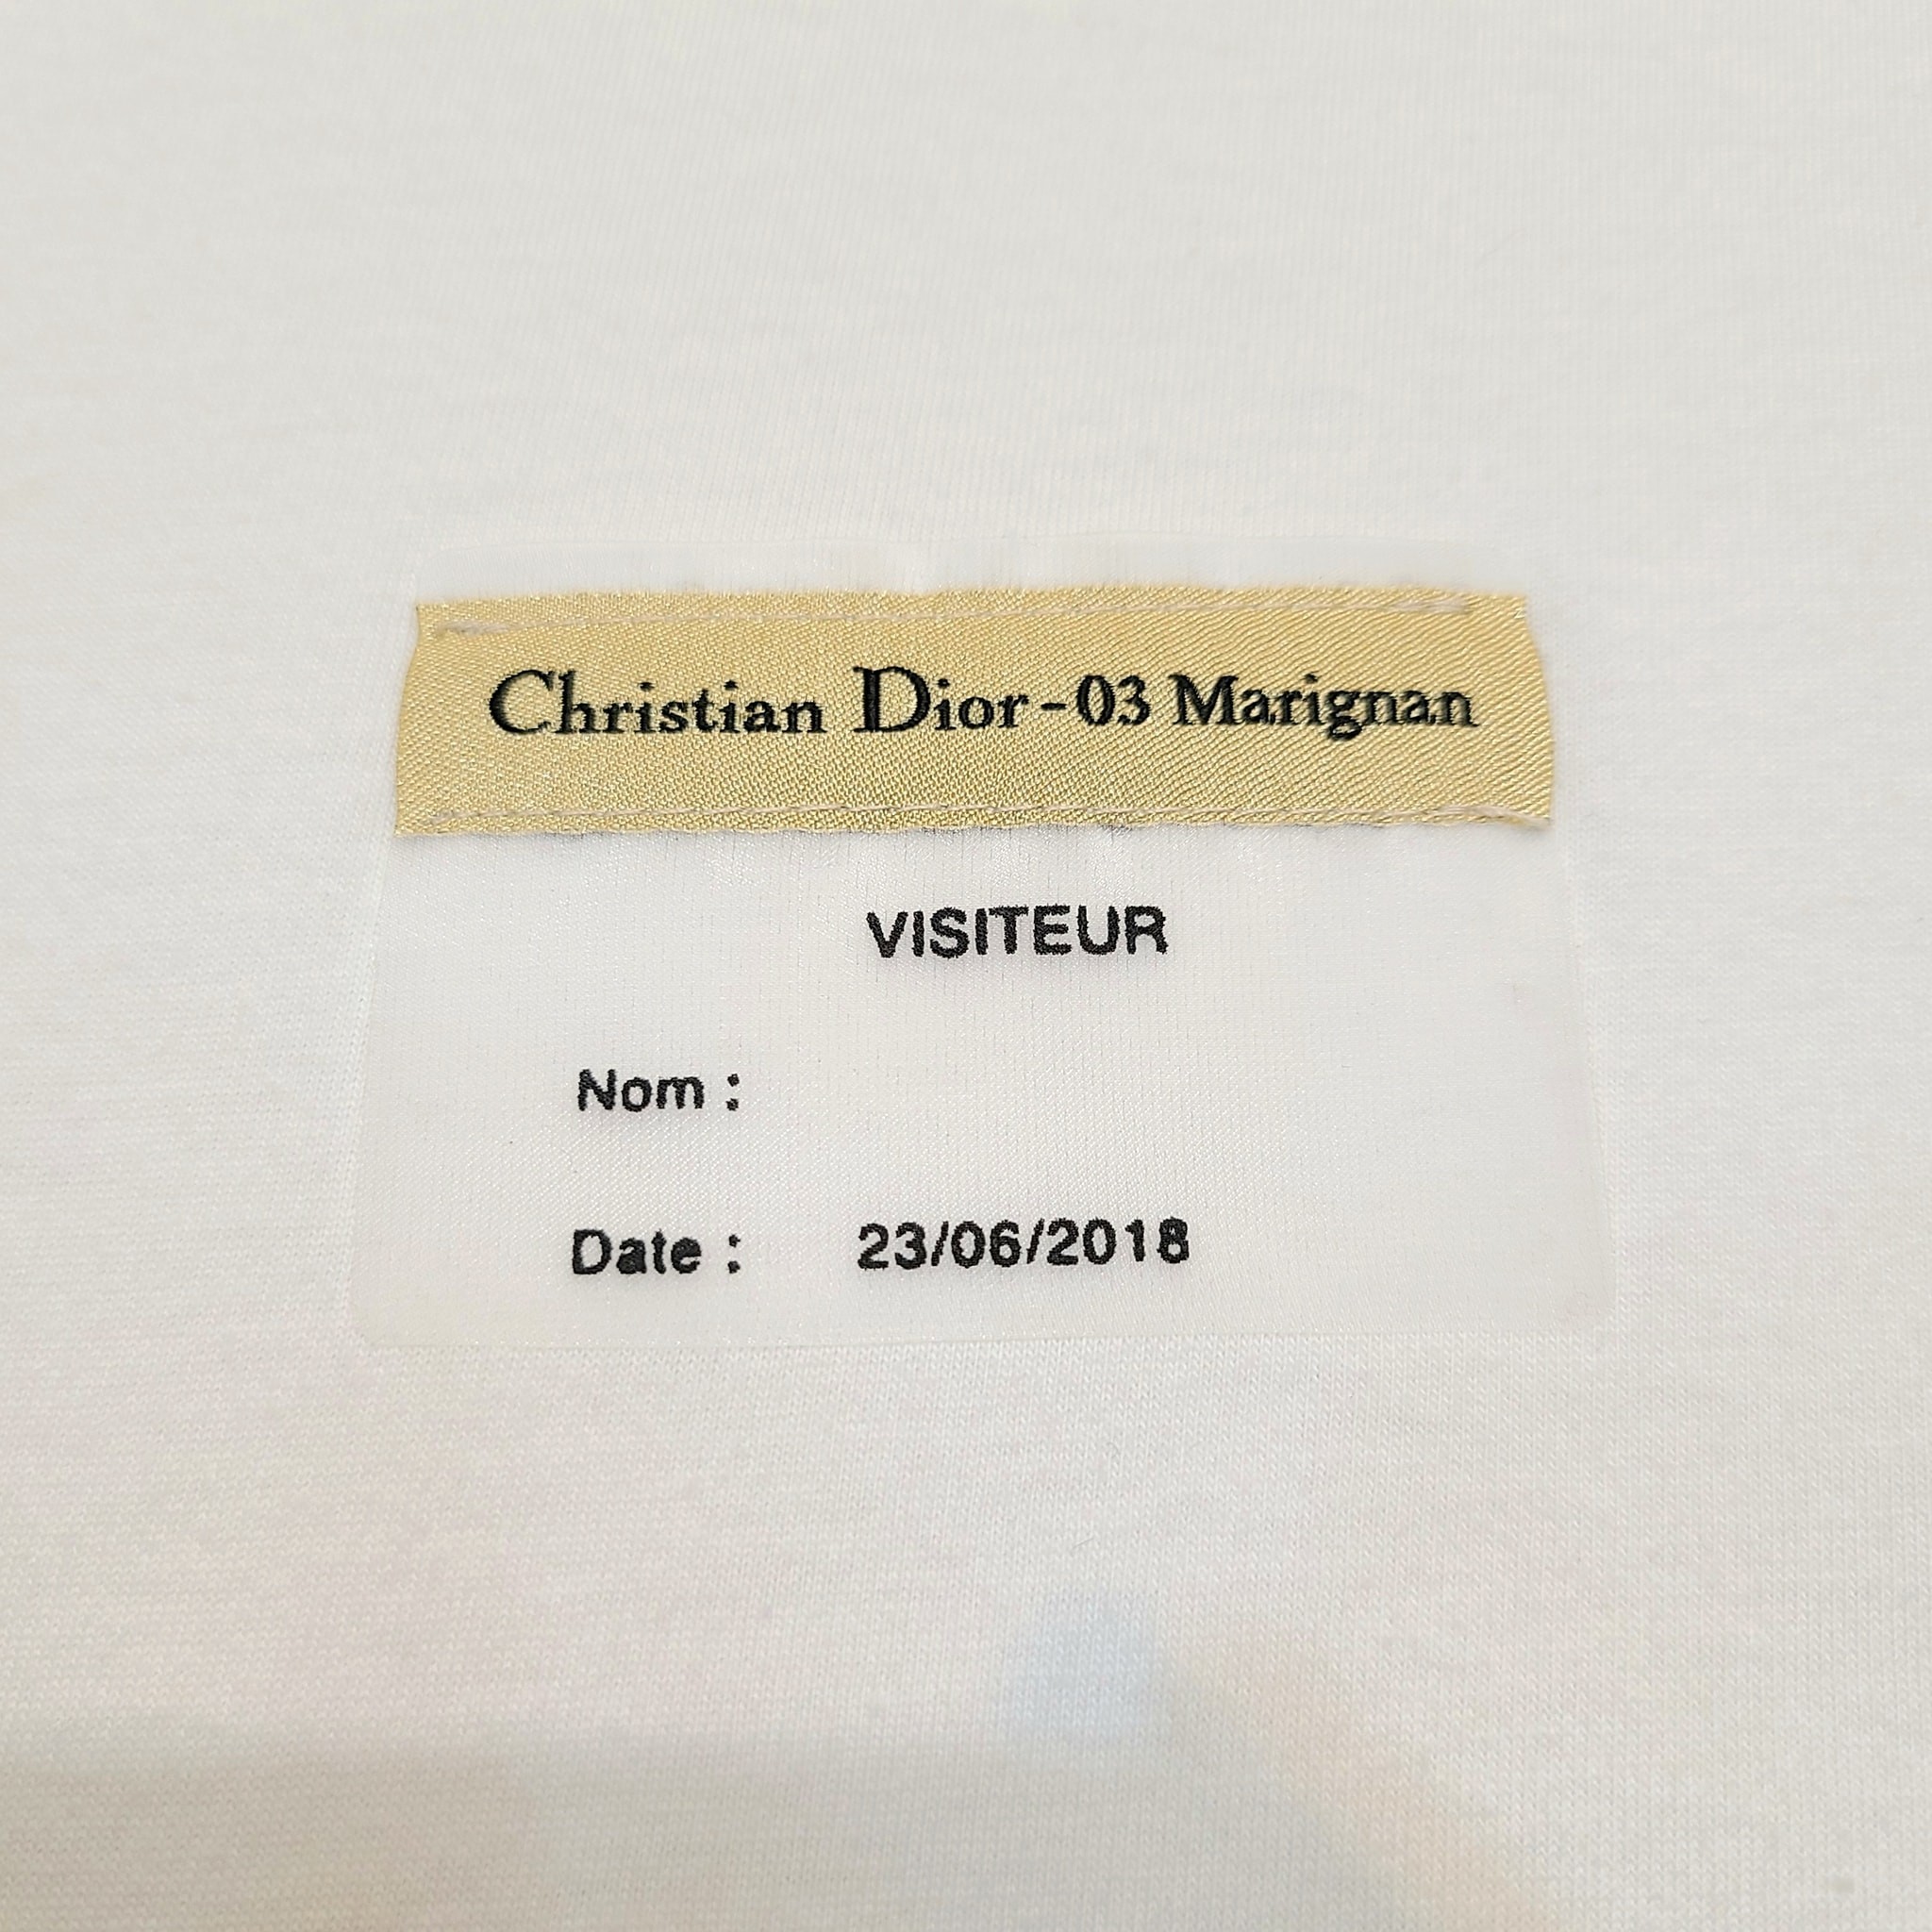 Christian Dior-03 Marignan
VISITEUR
Nom :
Date : 23/06/2018